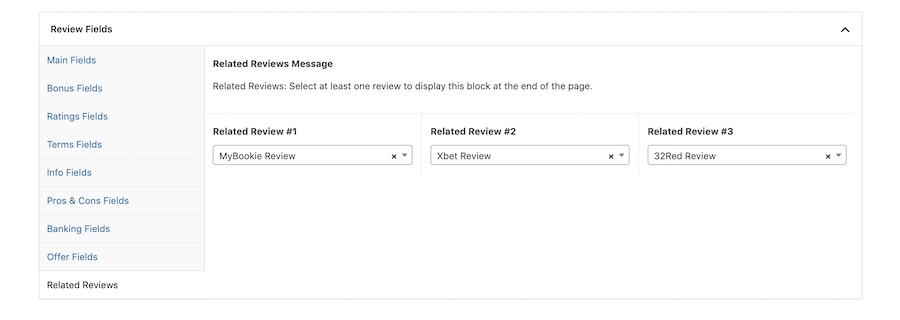 Review Fields
Main Fields
Bonus Fields
Ratings Fields
Terms Fields
Info Fields
Pros & Cons Fields
Banking Fields
Offer Fields
Related Reviews
Related Reviews Message
Related Reviews: Select at least one review to display this block at the end of the page.
Related Review #1
MyBookie Review
Related Review #2
Xbet Review
Related Review #3
32Red Review